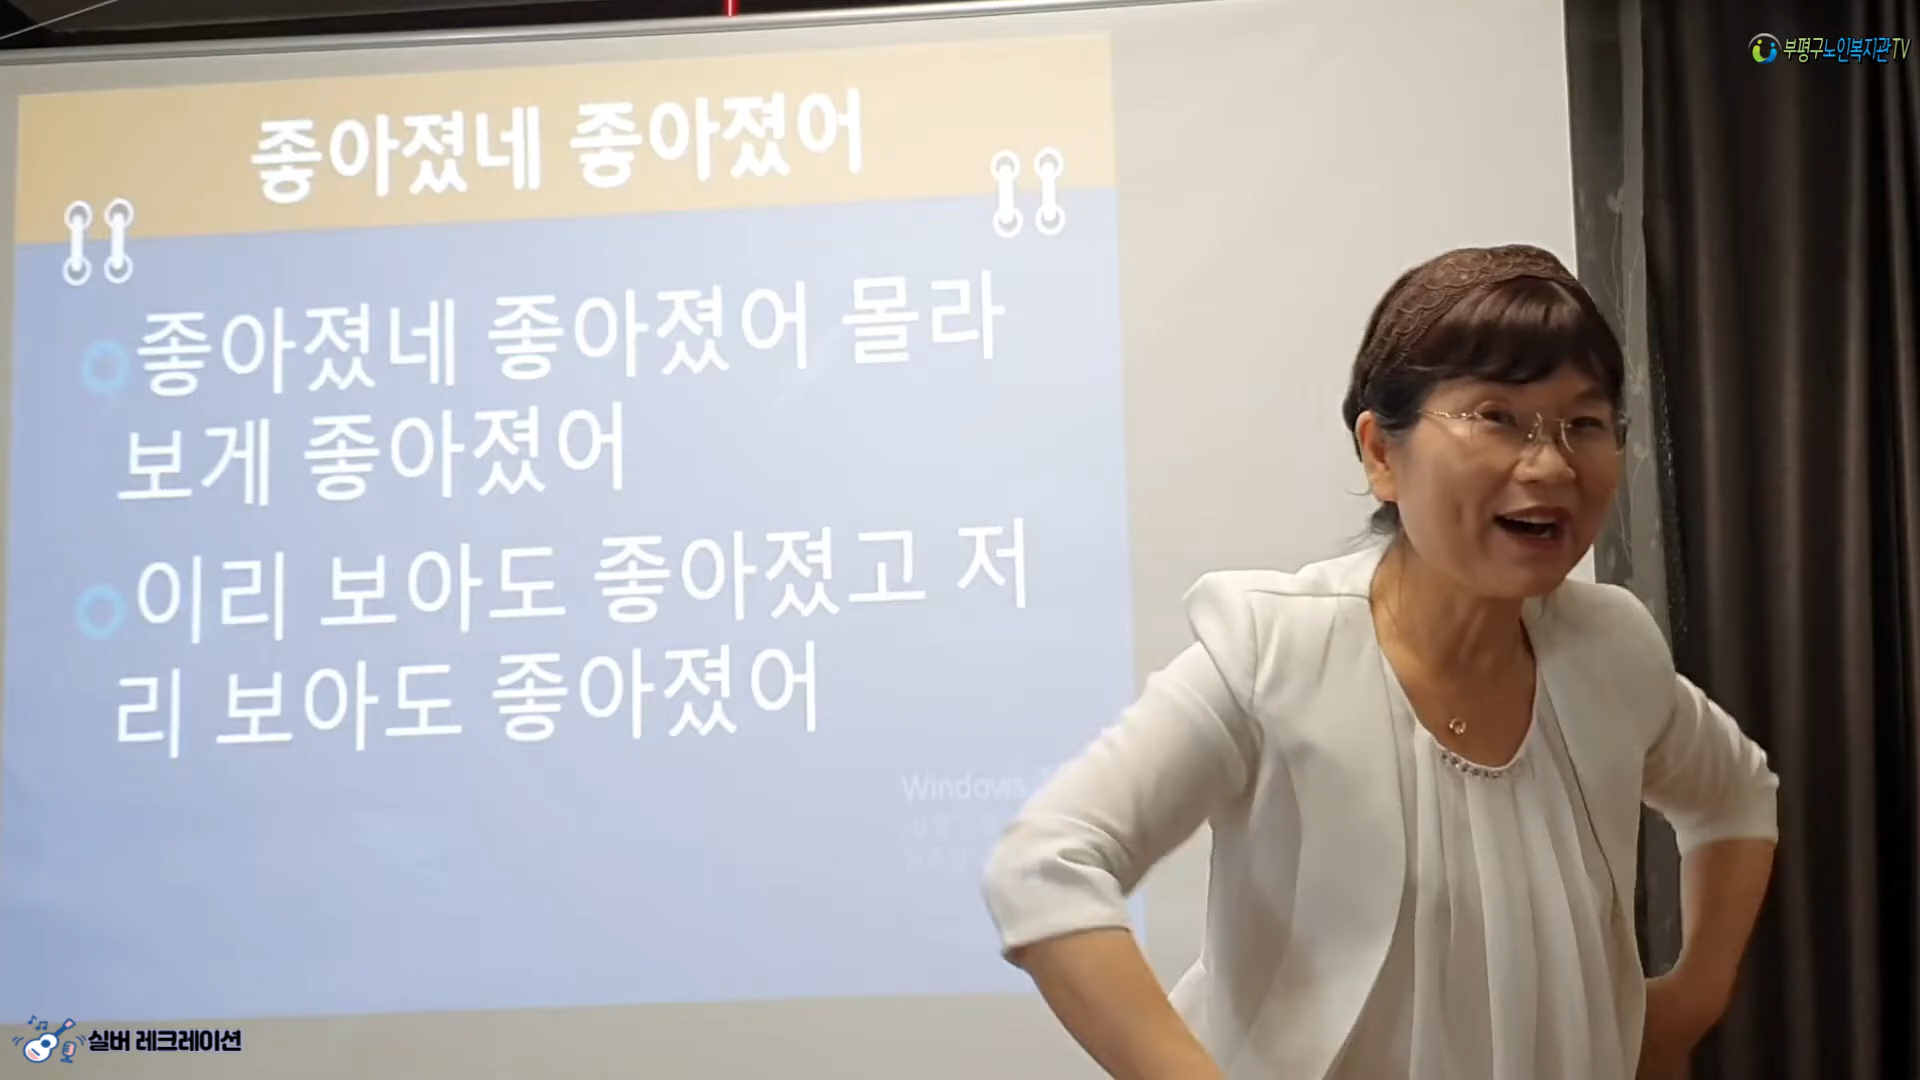 부평구노인복지관TV
좋아졌네 좋아졌어
좋아졌네 좋아졌어 몰라
보게 좋아졌어
이리 보아도 좋아졌고 저
리 보아도 좋아졌어
Windows
실버 레크레이션